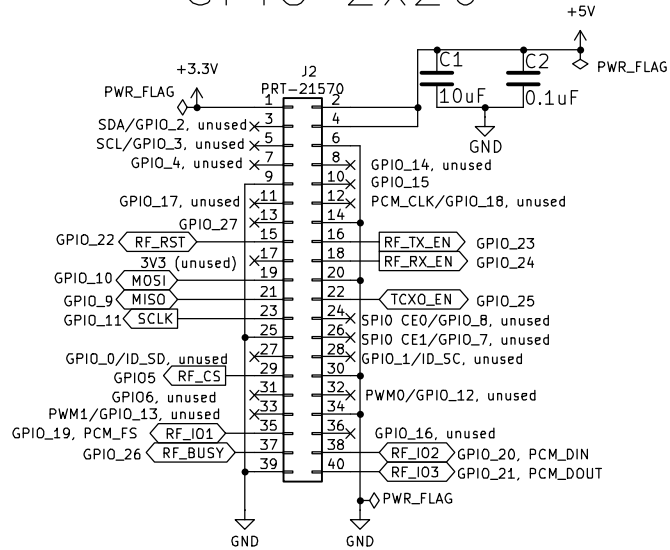 GPIO 2x20
+5V
PWR_FLAG
C1
10uF
C2
0.1uF
GND
+3.3V
PWR_FLAG
J2
PRT-21570
1 2
SDA/GPIO_2, unused 3 4
SCL/GPIO_3, unused 5 6
GPIO_4, unused 7 8 GPIO_14, unused
9 10 GPIO_15
GPIO_17, unused 11 12 PCM_CLK/GPIO_18, unused
GPIO_27 13 14
GPIO_22 RF_RST 15 16 RF_TX_EN GPIO_23
3V3 (unused) 17 18 RF_RX_EN GPIO_24
GPIO_10 MOSI 19 20
GPIO_9 MISO 21 22 TCXO_EN GPIO_25
GPIO_11 SCLK 23 24 SPI0 CE0/GPIO_8, unused
25 26 SPI0 CE1/GPIO_7, unused
GPIO_0/ID_SD, unused 27 28 GPIO_1/ID_SC, unused
GPIO5 RF_CS 29 30
GPIO6, unused 31 32 PWM0/GPIO_12, unused
PWM1/GPIO_13, unused 33 34
GPIO_19, PCM_FS RF_IO1 35 36 GPIO_16, unused
GPIO_26 RF_BUSY 37 38 RF_IO2 GPIO_20, PCM_DIN
39 40 RF_IO3 GPIO_21, PCM_DOUT
PWR_FLAG
GND GND